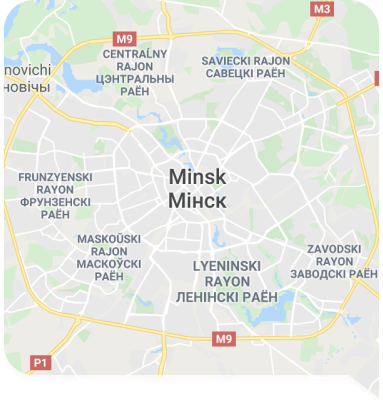 M3
M9
CENTRALNY
RAJON
ЦЭНТРАЛЬНЫ
РАЁН
SAVIECKI RAJON
САВЕЦКІ РАЁН
novichi
новічы
Minsk
Мінск
FRUNZYENSKI
RAYON
ФРУНЗЕНСКІ
РАЁН
MASKOŬSKI
RAJON
МАСКОЎСКІ
РАЁН
LYENINSKI
RAYON
ЛЕНІНСКІ РАЁН
ZAVODSKI
RAYON
ЗАВОДСКІ РАЁН
M9
P1